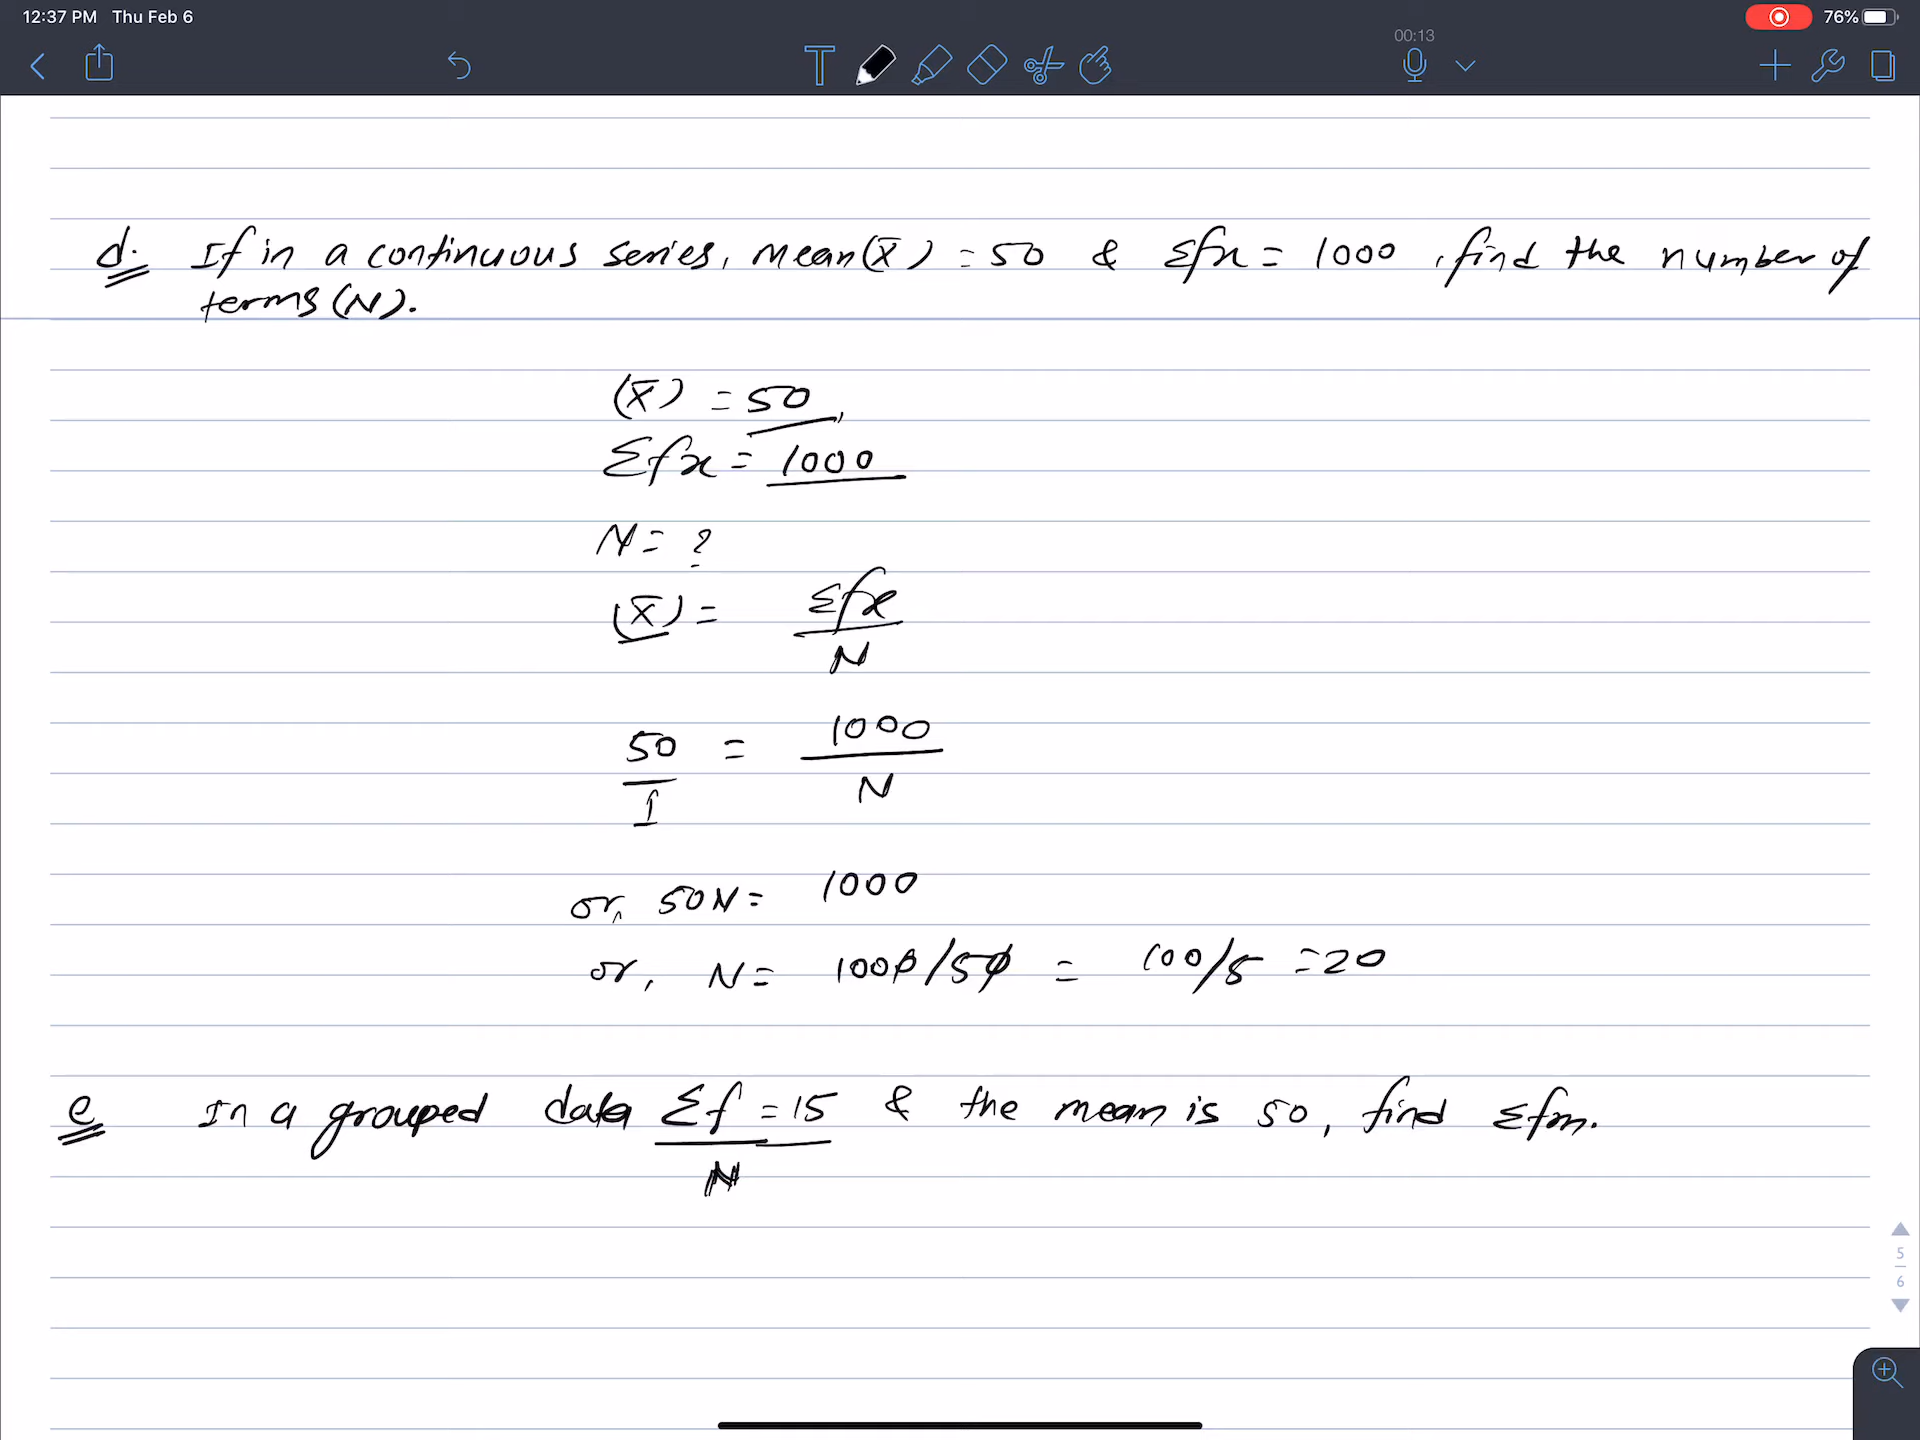 12:37 PM Thu Feb 6
76%
00:13
d. If in a continuous series, mean(x̄) = 50 & Σfx = 1000, find the number of
terms (N).
(x̄) = 50,
Σfx = 1000
N = ?
(x̄) = Σfx / N
50 / 1 = 1000 / N
or, 50N = 1000
or, N = 1000/50 = 100/5 = 20
e In a grouped data Σf = 15 & the mean is 50, find Σfm.
N
5
6